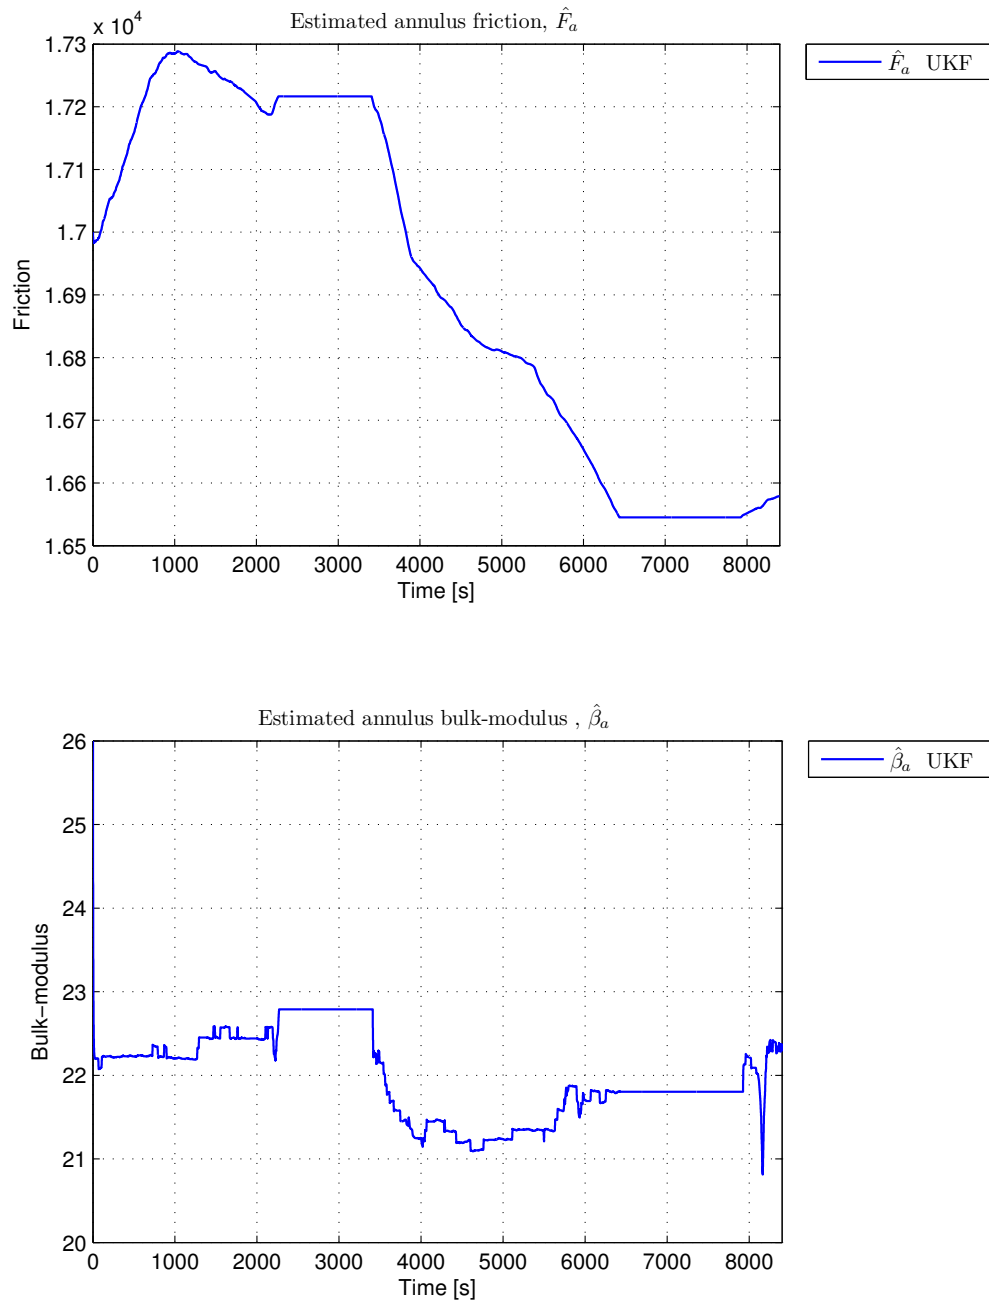 Estimated annulus friction, F̂ₐ
x 10⁴
1.73
1.72
1.71
1.7
1.69
1.68
1.67
1.66
1.65
Friction
0 1000 2000 3000 4000 5000 6000 7000 8000
Time [s]
F̂ₐ UKF
Estimated annulus bulk-modulus , β̂ₐ
26
25
24
23
22
21
20
Bulk−modulus
0 1000 2000 3000 4000 5000 6000 7000 8000
Time [s]
β̂ₐ UKF